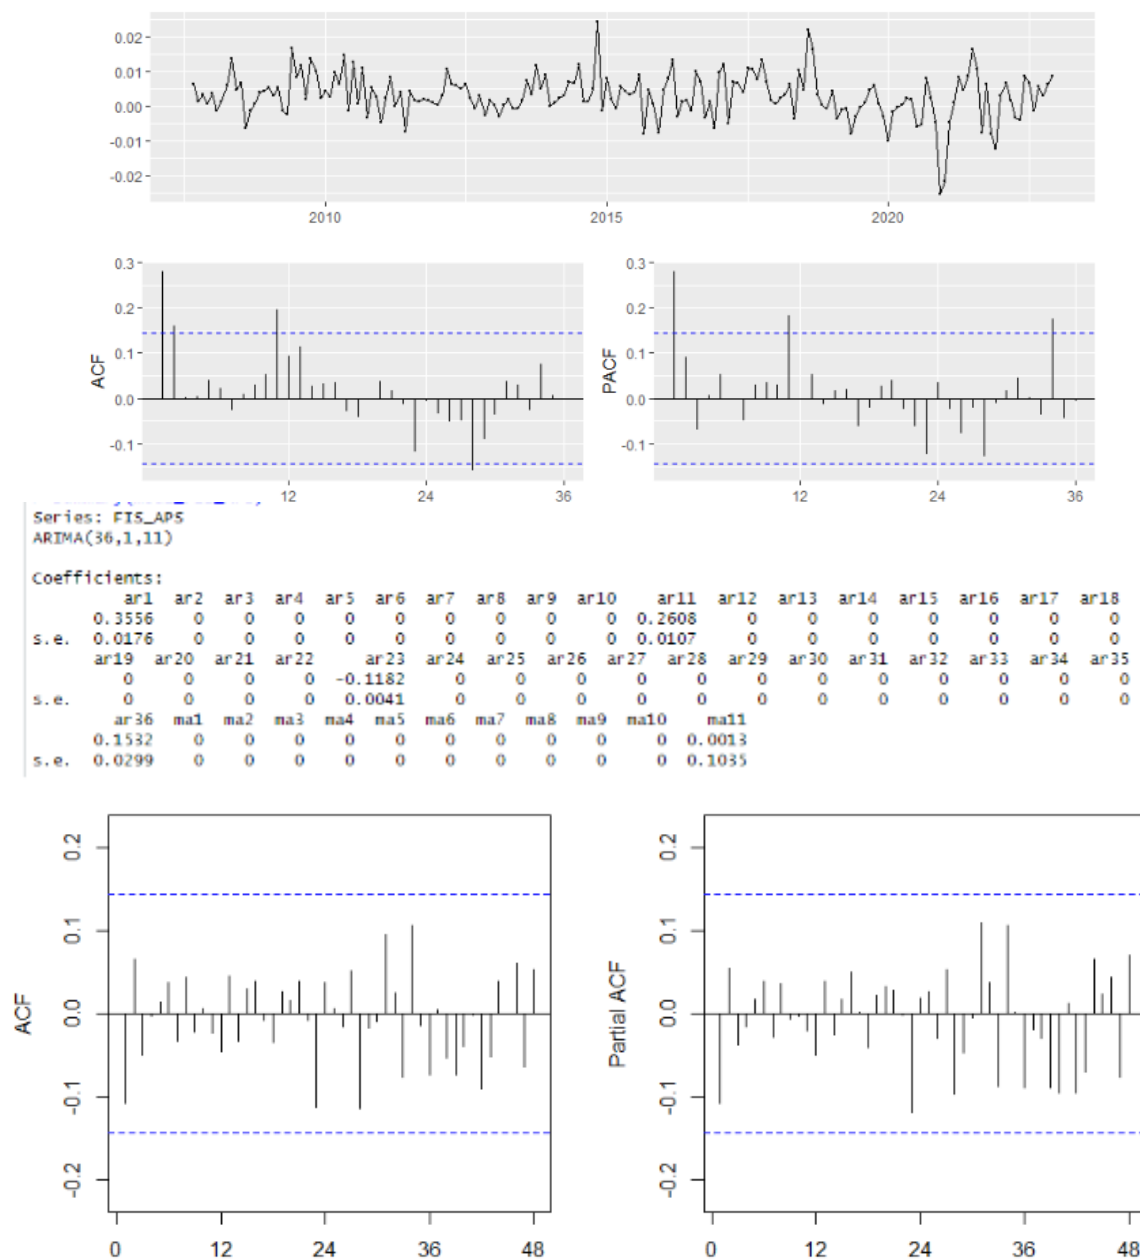 0.02
0.01
0.00
-0.01
-0.02
2010 2015 2020
0.3 0.3
0.2 0.2
0.1 0.1
0.0 0.0
-0.1 -0.1
ACF PACF
12 24 36 12 24 36
Series: FI5_AP5
ARIMA(36,1,11)
Coefficients:
ar1 ar2 ar3 ar4 ar5 ar6 ar7 ar8 ar9 ar10 ar11 ar12 ar13 ar14 ar15 ar16 ar17 ar18
0.3556 0 0 0 0 0 0 0 0 0 0.2608 0 0 0 0 0 0 0
s.e. 0.0176 0 0 0 0 0 0 0 0 0 0.0107 0 0 0 0 0 0 0
ar19 ar20 ar21 ar22 ar23 ar24 ar25 ar26 ar27 ar28 ar29 ar30 ar31 ar32 ar33 ar34 ar35
0 0 0 0 -0.1182 0 0 0 0 0 0 0 0 0 0 0 0
s.e. 0 0 0 0 0.0041 0 0 0 0 0 0 0 0 0 0 0 0
ar36 ma1 ma2 ma3 ma4 ma5 ma6 ma7 ma8 ma9 ma10 ma11
0.1532 0 0 0 0 0 0 0 0 0 0 0.0013
s.e. 0.0299 0 0 0 0 0 0 0 0 0 0 0.1035
0.2 0.2
0.1 0.1
0.0 0.0
-0.1 -0.1
-0.2 -0.2
ACF Partial ACF
0 12 24 36 48 0 12 24 36 48